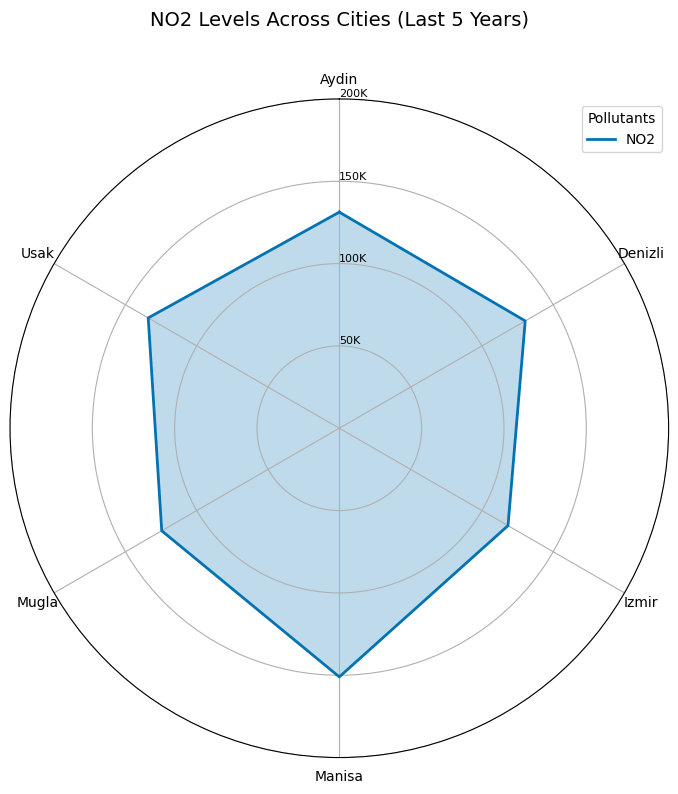 NO2 Levels Across Cities (Last 5 Years)
Aydin
200K
Pollutants
NO2
150K
Usak
Denizli
100K
50K
Mugla
Izmir
Manisa